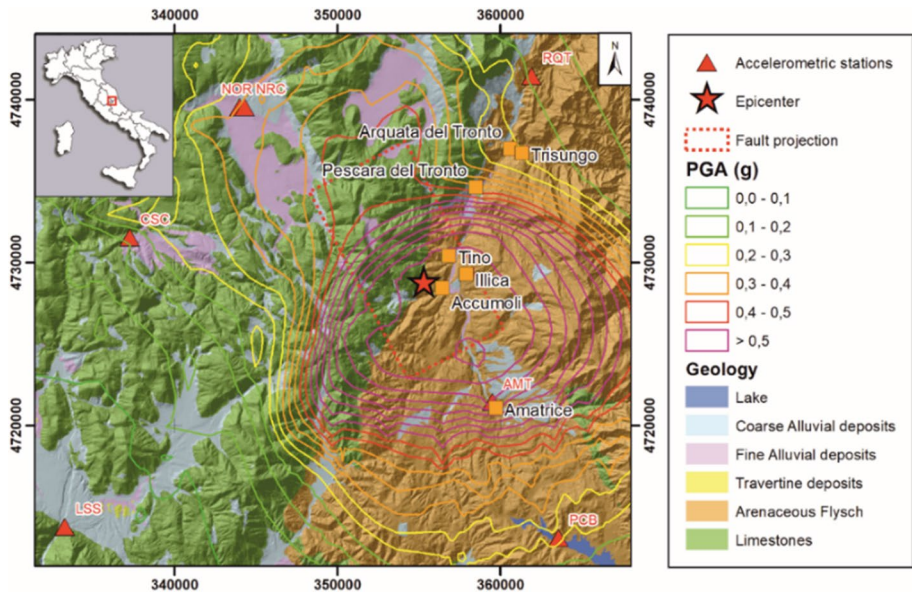 340000
350000
360000
N
RQT
4740000
4740000
NOR NRC
Arquata del Tronto
Trisungo
Pescara del Tronto
CSC
4730000
4730000
Tino
Illica
Accumoli
AMT
Amatrice
4720000
4720000
LSS
PCB
340000
350000
360000
Accelerometric stations
Epicenter
Fault projection
PGA (g)
0,0 - 0,1
0,1 - 0,2
0,2 - 0,3
0,3 - 0,4
0,4 - 0,5
> 0,5
Geology
Lake
Coarse Alluvial deposits
Fine Alluvial deposits
Travertine deposits
Arenaceous Flysch
Limestones